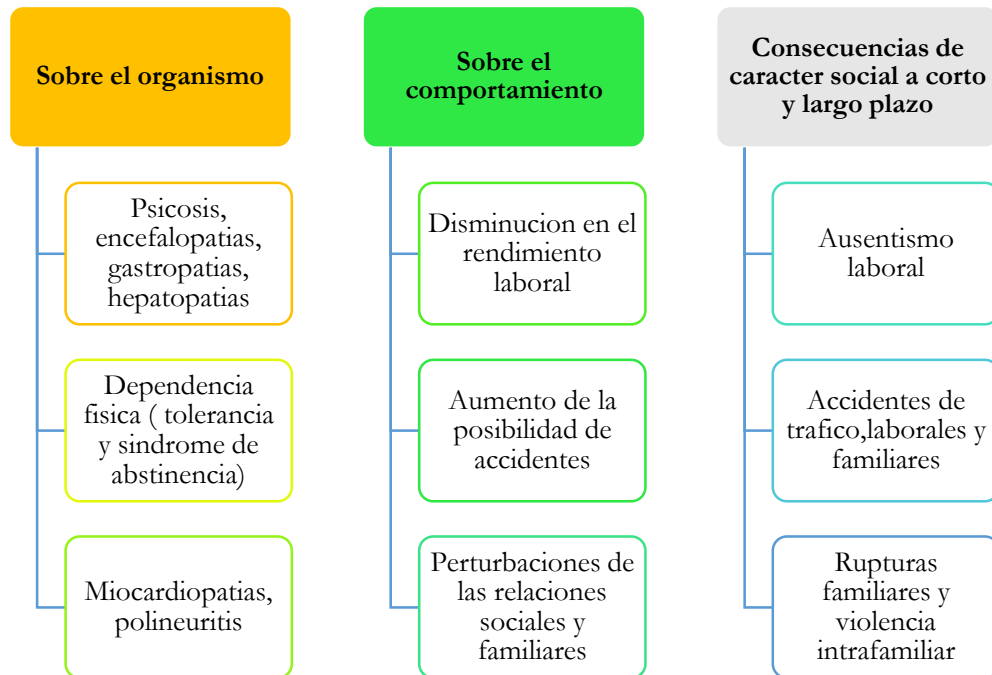 Sobre el organismo
Psicosis,
encefalopatias,
gastropatias,
hepatopatias
Dependencia
fisica ( tolerancia
y sindrome de
abstinencia)
Miocardiopatias,
polineuritis
Sobre el
comportamiento
Disminucion en el
rendimiento
laboral
Aumento de la
posibilidad de
accidentes
Perturbaciones de
las relaciones
sociales y
familiares
Consecuencias de
caracter social a corto
y largo plazo
Ausentismo
laboral
Accidentes de
trafico,laborales y
familiares
Rupturas
familiares y
violencia
intrafamiliar